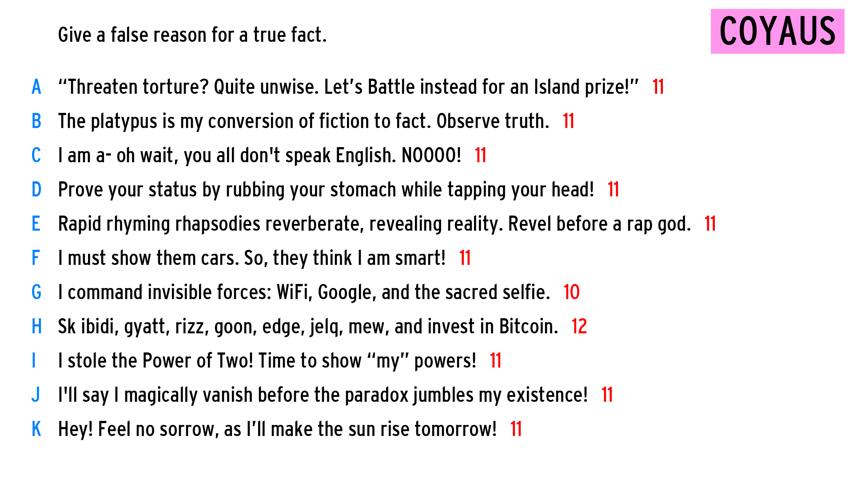 Give a false reason for a true fact.
COYAUS
A “Threaten torture? Quite unwise. Let’s Battle instead for an Island prize!” 11
B The platypus is my conversion of fiction to fact. Observe truth. 11
C I am a- oh wait, you all don't speak English. NOOOO! 11
D Prove your status by rubbing your stomach while tapping your head! 11
E Rapid rhyming rhapsodies reverberate, revealing reality. Revel before a rap god. 11
F I must show them cars. So, they think I am smart! 11
G I command invisible forces: WiFi, Google, and the sacred selfie. 10
H Sk ibidi, gyatt, rizz, goon, edge, jelq, mew, and invest in Bitcoin. 12
I I stole the Power of Two! Time to show “my” powers! 11
J I'll say I magically vanish before the paradox jumbles my existence! 11
K Hey! Feel no sorrow, as I’ll make the sun rise tomorrow! 11